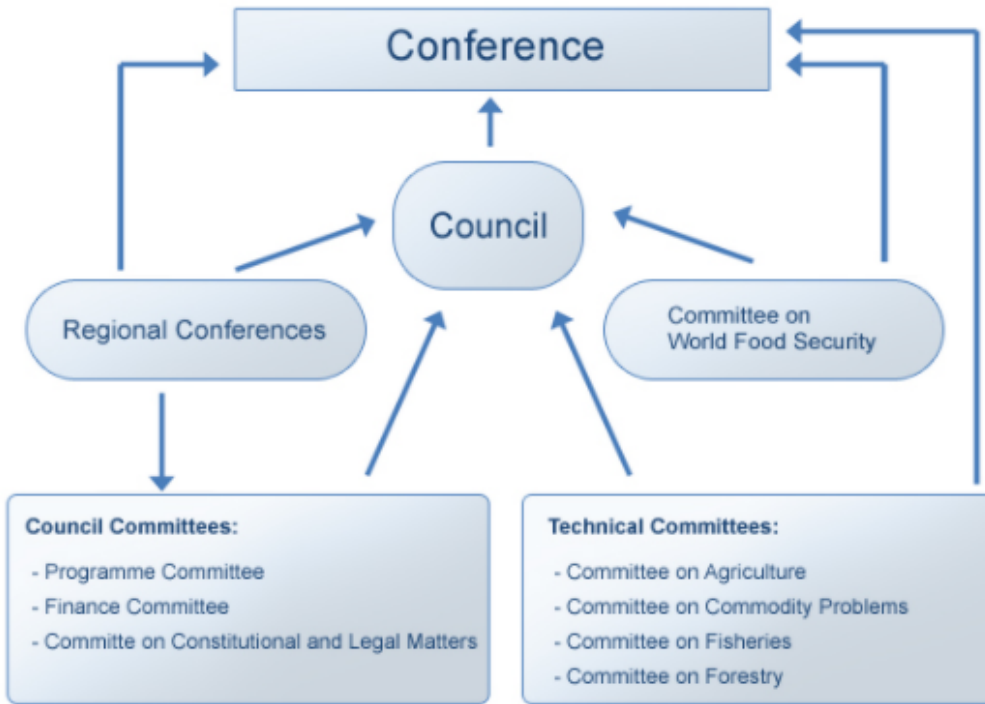 Conference
Council
Regional Conferences
Committee on
World Food Security
Council Committees:
- Programme Committee
- Finance Committee
- Committe on Constitutional and Legal Matters
Technical Committees:
- Committee on Agriculture
- Committee on Commodity Problems
- Committee on Fisheries
- Committee on Forestry